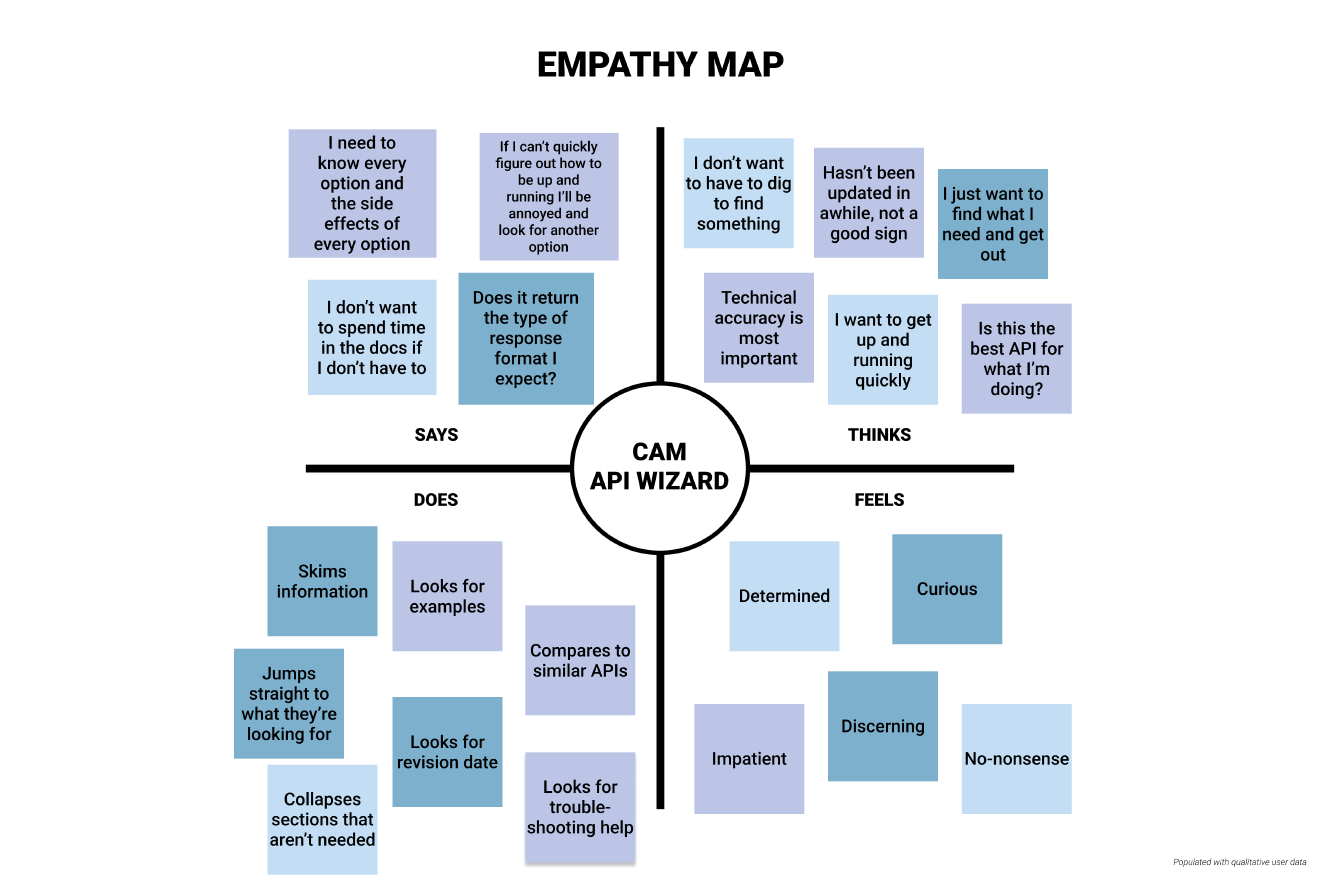 EMPATHY MAP
I need to
know every
option and
the side
effects of
every option
If I can’t quickly
figure out how to
be up and
running I’ll be
annoyed and
look for another
option
I don’t want
to spend time
in the docs if
I don’t have to
Does it return
the type of
response
format I
expect?
SAYS
I don’t want
to have to dig
to find
something
Hasn’t been
updated in
awhile, not a
good sign
I just want to
find what I
need and get
out
Technical
accuracy is
most
important
I want to get
up and
running
quickly
Is this the
best API for
what I’m
doing?
THINKS
CAM
API WIZARD
DOES
Skims
information
Looks for
examples
Compares to
similar APIs
Jumps
straight to
what they’re
looking for
Looks for
revision date
Collapses
sections that
aren’t needed
Looks for
trouble-
shooting help
FEELS
Determined
Curious
Impatient
Discerning
No-nonsense
Populated with qualitative user data